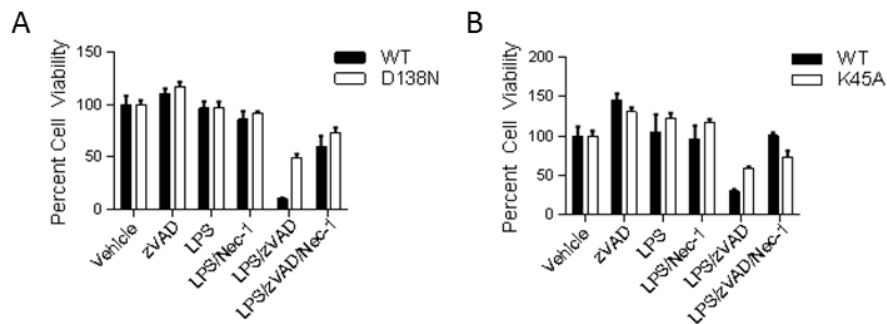 A
Percent Cell Viability
150
100
50
0
WT
D138N
Vehicle
zVAD
LPS
LPS/Nec-1
LPS/zVAD
LPS/zVAD/Nec-1
B
Percent Cell Viability
200
150
100
50
0
WT
K45A
Vehicle
zVAD
LPS
LPS/Nec-1
LPS/zVAD
LPS/zVAD/Nec-1